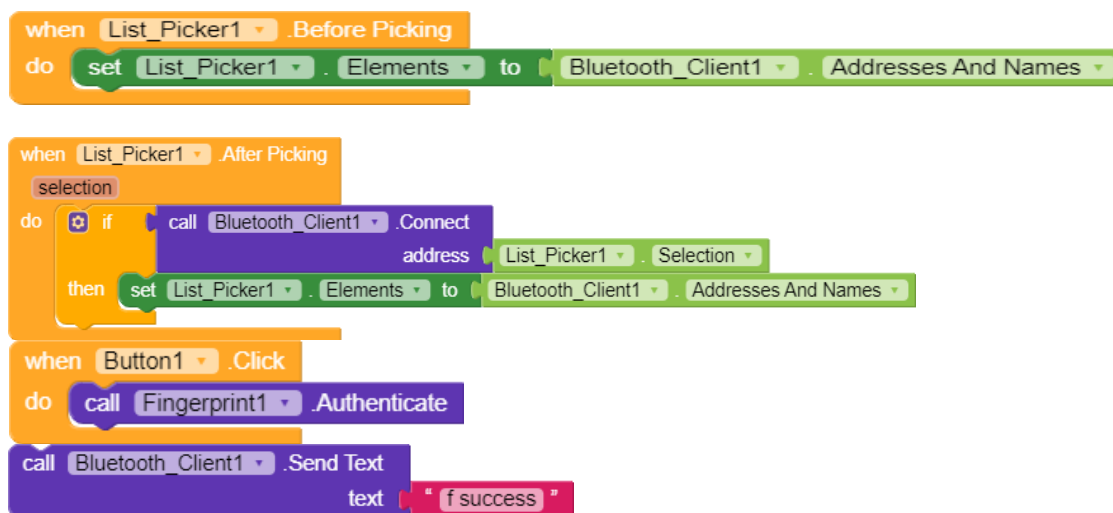 when List_Picker1 .Before Picking
do set List_Picker1 . Elements to Bluetooth_Client1 . Addresses And Names
when List_Picker1 .After Picking
selection
do if call Bluetooth_Client1 .Connect
address List_Picker1 . Selection
then set List_Picker1 . Elements to Bluetooth_Client1 . Addresses And Names
when Button1 .Click
do call Fingerprint1 .Authenticate
call Bluetooth_Client1 .Send Text
text “ f success ”